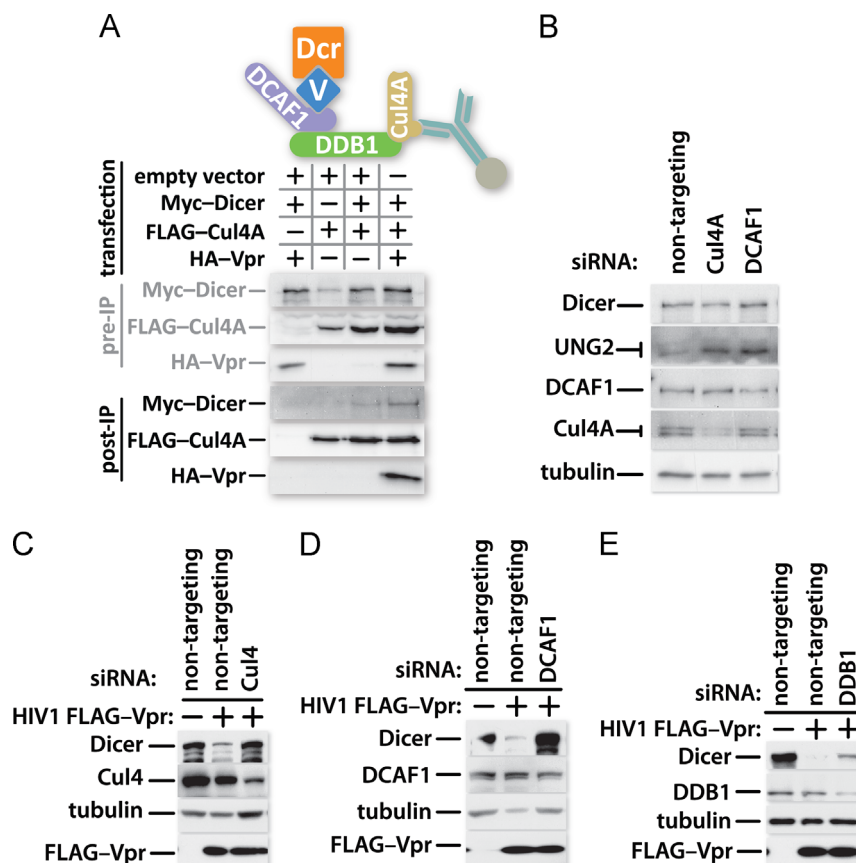 A
Dcr
V
DCAF1
Cul4A
DDB1
transfection
empty vector + + + −
Myc–Dicer + − + +
FLAG–Cul4A − + + +
HA–Vpr + − − +
pre-IP
Myc–Dicer
FLAG–Cul4A
HA–Vpr
post-IP
Myc–Dicer
FLAG–Cul4A
HA–Vpr
B
siRNA: non-targeting Cul4A DCAF1
Dicer
UNG2
DCAF1
Cul4A
tubulin
C
siRNA: non-targeting non-targeting Cul4
HIV1 FLAG–Vpr: − + +
Dicer
Cul4
tubulin
FLAG–Vpr
D
siRNA: non-targeting non-targeting DCAF1
HIV1 FLAG–Vpr: − + +
Dicer
DCAF1
tubulin
FLAG–Vpr
E
siRNA: non-targeting non-targeting DDB1
HIV1 FLAG–Vpr: − + +
Dicer
DDB1
tubulin
FLAG–Vpr